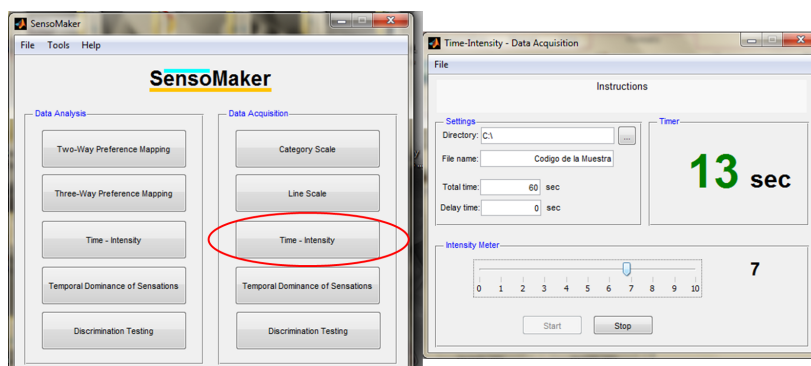 SensoMaker
File Tools Help
SensoMaker
Data Analysis
Two-Way Preference Mapping
Three-Way Preference Mapping
Time - Intensity
Temporal Dominance of Sensations
Discrimination Testing
Data Acquisition
Category Scale
Line Scale
Time - Intensity
Temporal Dominance of Sensations
Discrimination Testing
Time-Intensity - Data Acquisition
File
Instructions
Settings
Directory: C:\ ...
File name: Codigo de la Muestra
Total time: 60 sec
Delay time: 0 sec
Timer
13 sec
Intensity Meter
0 1 2 3 4 5 6 7 8 9 10
7
Start Stop